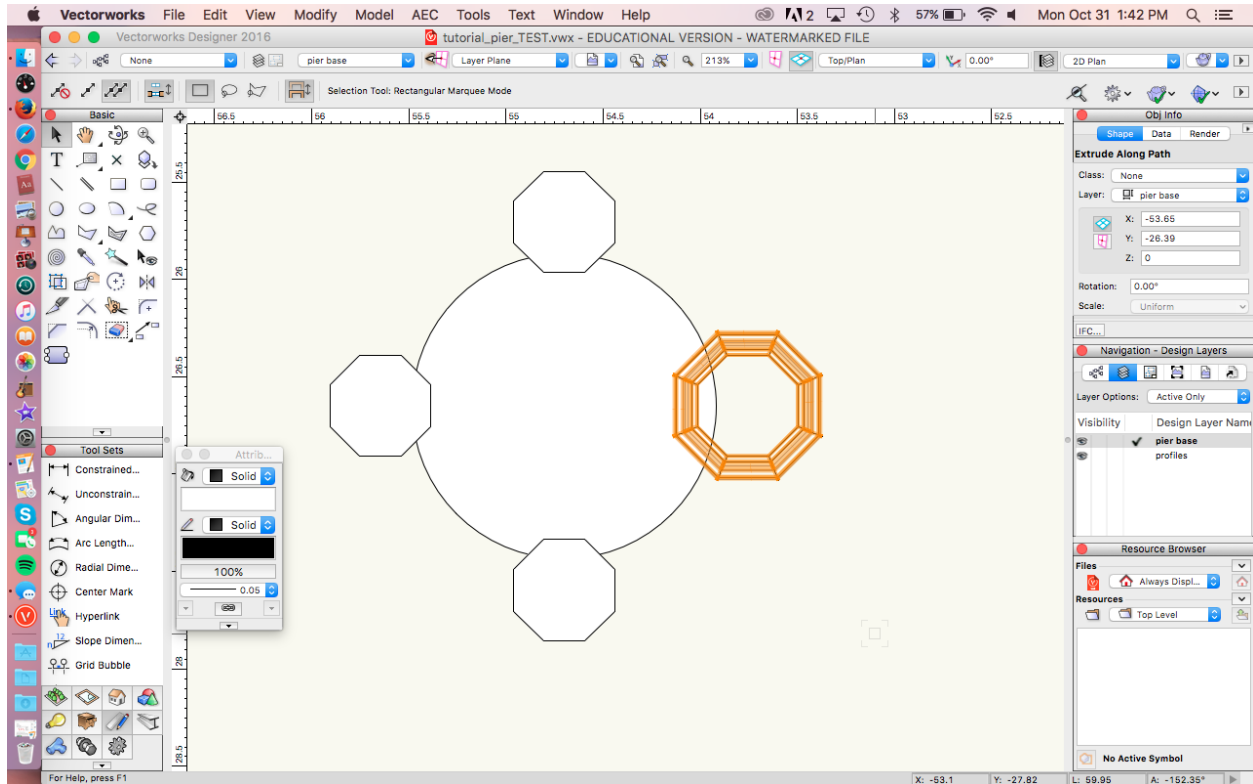 Vectorworks File Edit View Modify Model AEC Tools Text Window Help 2 57% Mon Oct 31 1:42 PM
Vectorworks Designer 2016 tutorial_pier_TEST.vwx - EDUCATIONAL VERSION - WATERMARKED FILE
None pier base Layer Plane 213% Top/Plan 0.00° 2D Plan
Selection Tool: Rectangular Marquee Mode
Basic
56.5 56 55.5 55 54.5 54 53.5 53 52.5
25.5
26
26.5
28
28.5
Obj Info
Shape Data Render
Extrude Along Path
Class: None
Layer: pier base
X: -53.65
Y: -26.39
Z: 0
Rotation: 0.00°
Scale: Uniform
IFC...
Navigation - Design Layers
Layer Options: Active Only
Visibility Design Layer Nam
pier base
profiles
Resource Browser
Files
Always Displ...
Resources
Top Level
No Active Symbol
Tool Sets
Constrained...
Unconstrain...
Angular Dim...
Arc Length...
Radial Dime...
Center Mark
Hyperlink
Slope Dimen...
Grid Bubble
Attrib...
Solid
Solid
100%
0.05
For Help, press F1
X: -53.1 Y: -27.82 L: 59.95 A: -152.35°